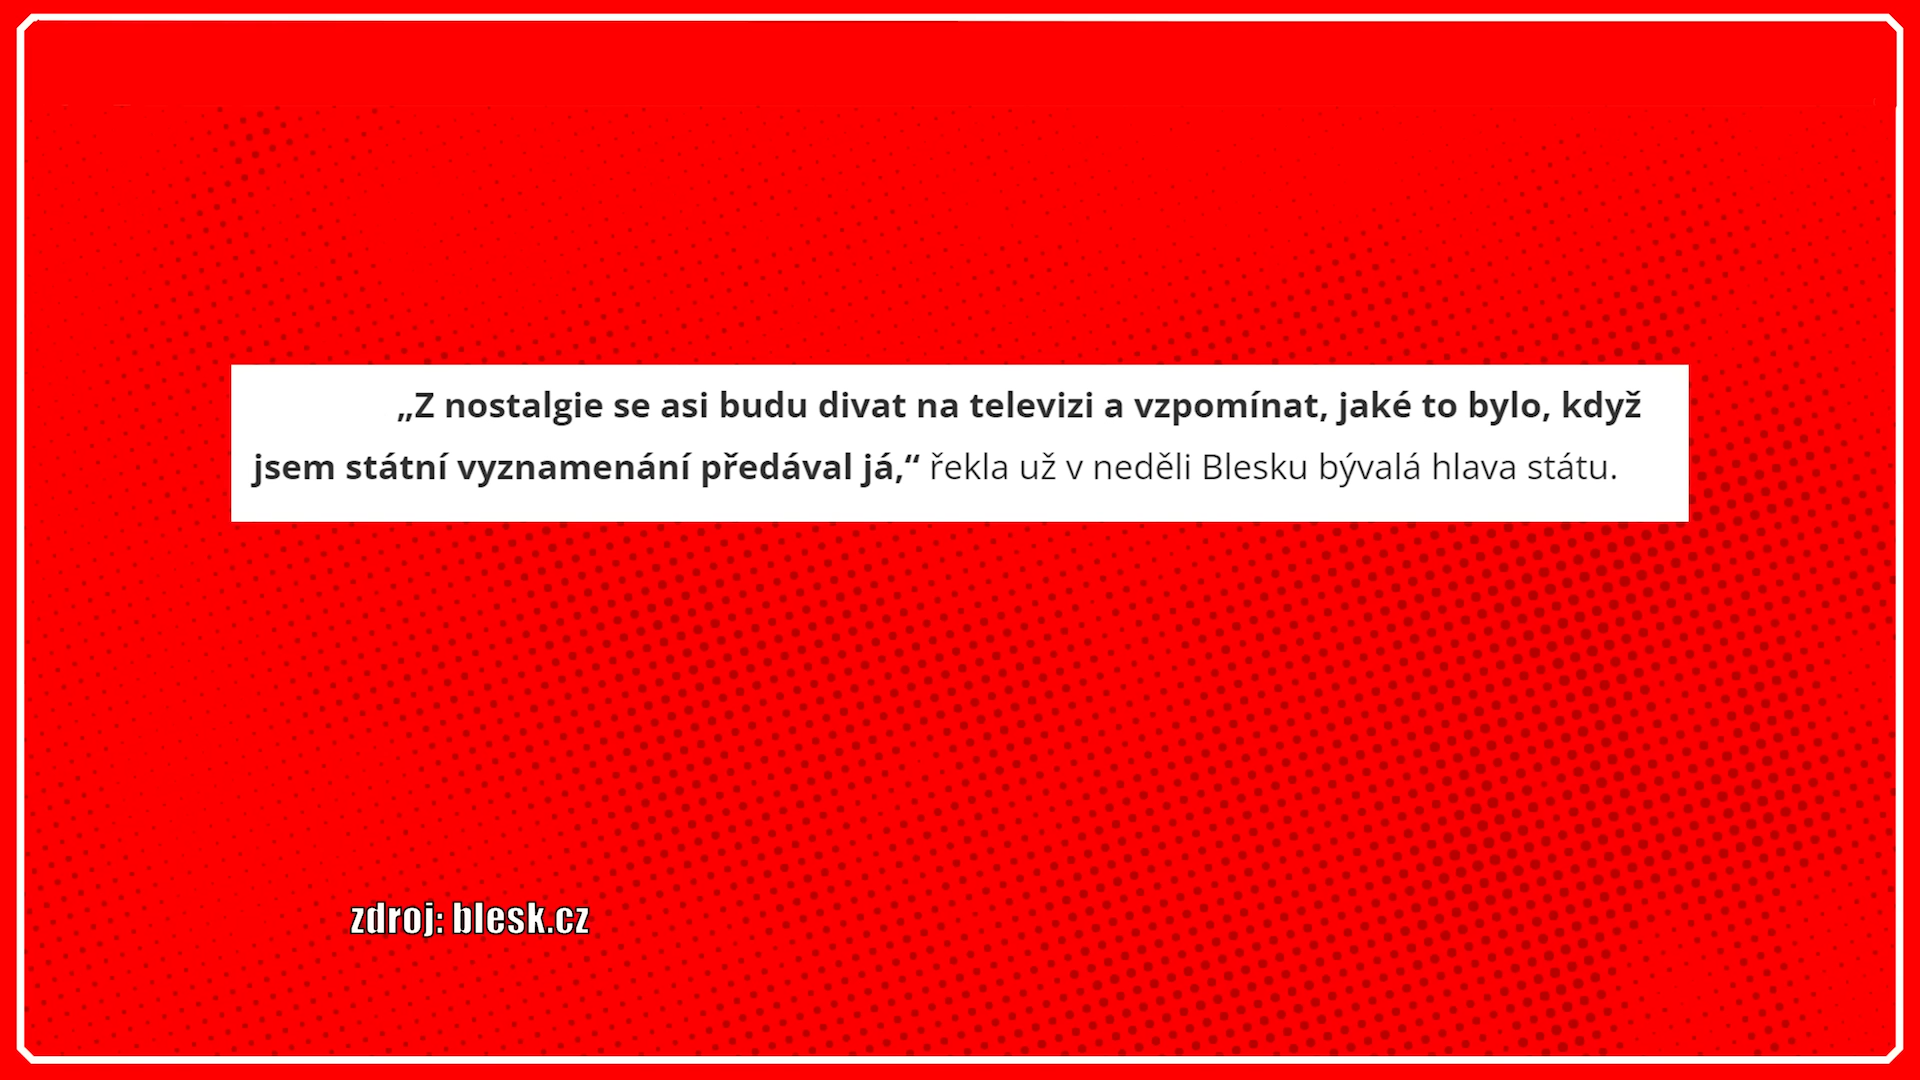 „Z nostalgie se asi budu divat na televizi a vzpomínat, jaké to bylo, když
jsem státní vyznamenání předával já,“ řekla už v neděli Blesku bývalá hlava státu.
zdroj: blesk.cz